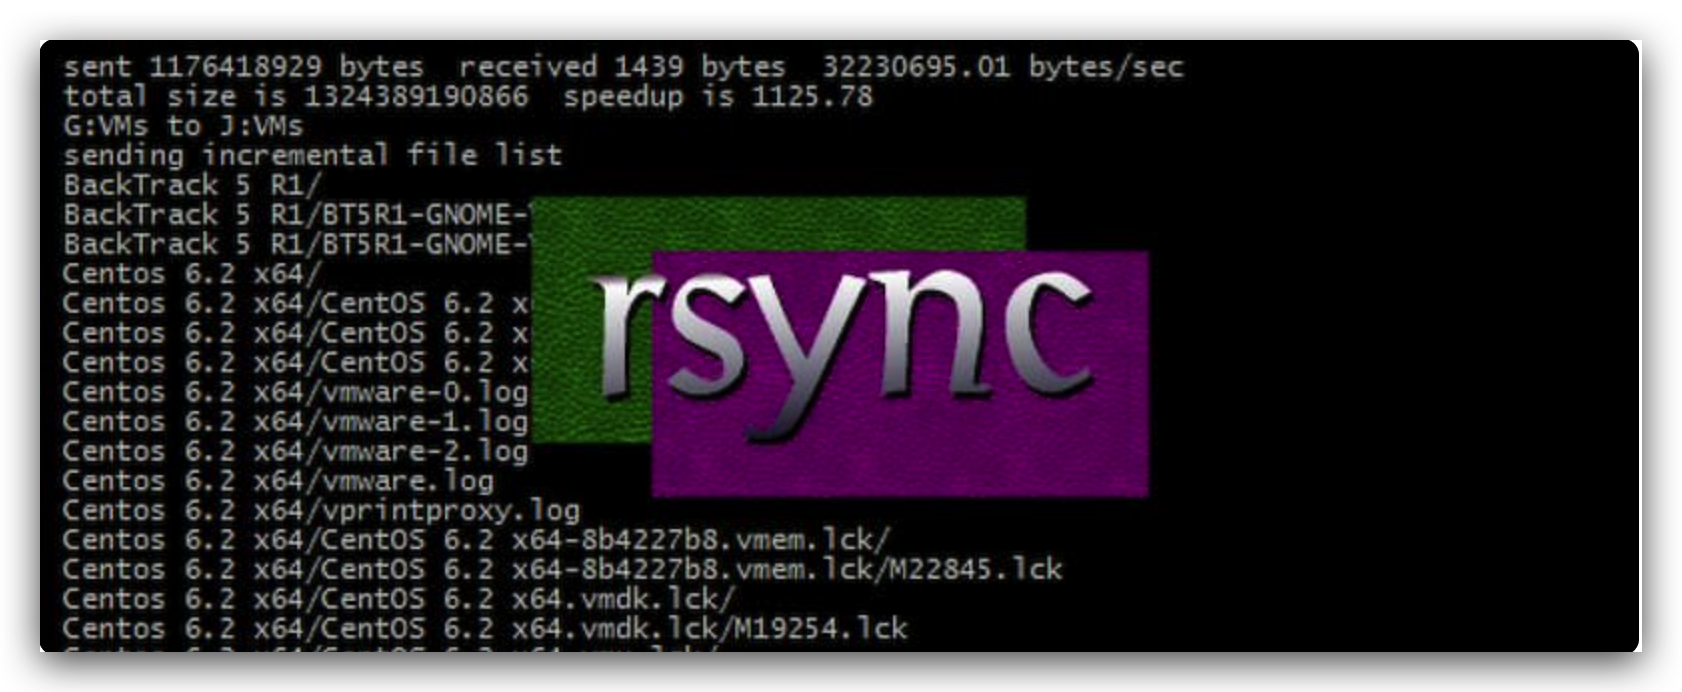 sent 1176418929 bytes  received 1439 bytes  32230695.01 bytes/sec
total size is 1324389190866  speedup is 1125.78
G:VMs to J:VMs
sending incremental file list
BackTrack 5 R1/
BackTrack 5 R1/BT5R1-GNOME-
BackTrack 5 R1/BT5R1-GNOME-
Centos 6.2 x64/
Centos 6.2 x64/CentOS 6.2 x
Centos 6.2 x64/CentOS 6.2 x
Centos 6.2 x64/CentOS 6.2 x
Centos 6.2 x64/vmware-0.log
Centos 6.2 x64/vmware-1.log
Centos 6.2 x64/vmware-2.log
Centos 6.2 x64/vmware.log
Centos 6.2 x64/vprintproxy.log
Centos 6.2 x64/CentOS 6.2 x64-8b4227b8.vmem.lck/
Centos 6.2 x64/CentOS 6.2 x64-8b4227b8.vmem.lck/M22845.lck
Centos 6.2 x64/CentOS 6.2 x64.vmdk.lck/
Centos 6.2 x64/CentOS 6.2 x64.vmdk.lck/M19254.lck
rsync